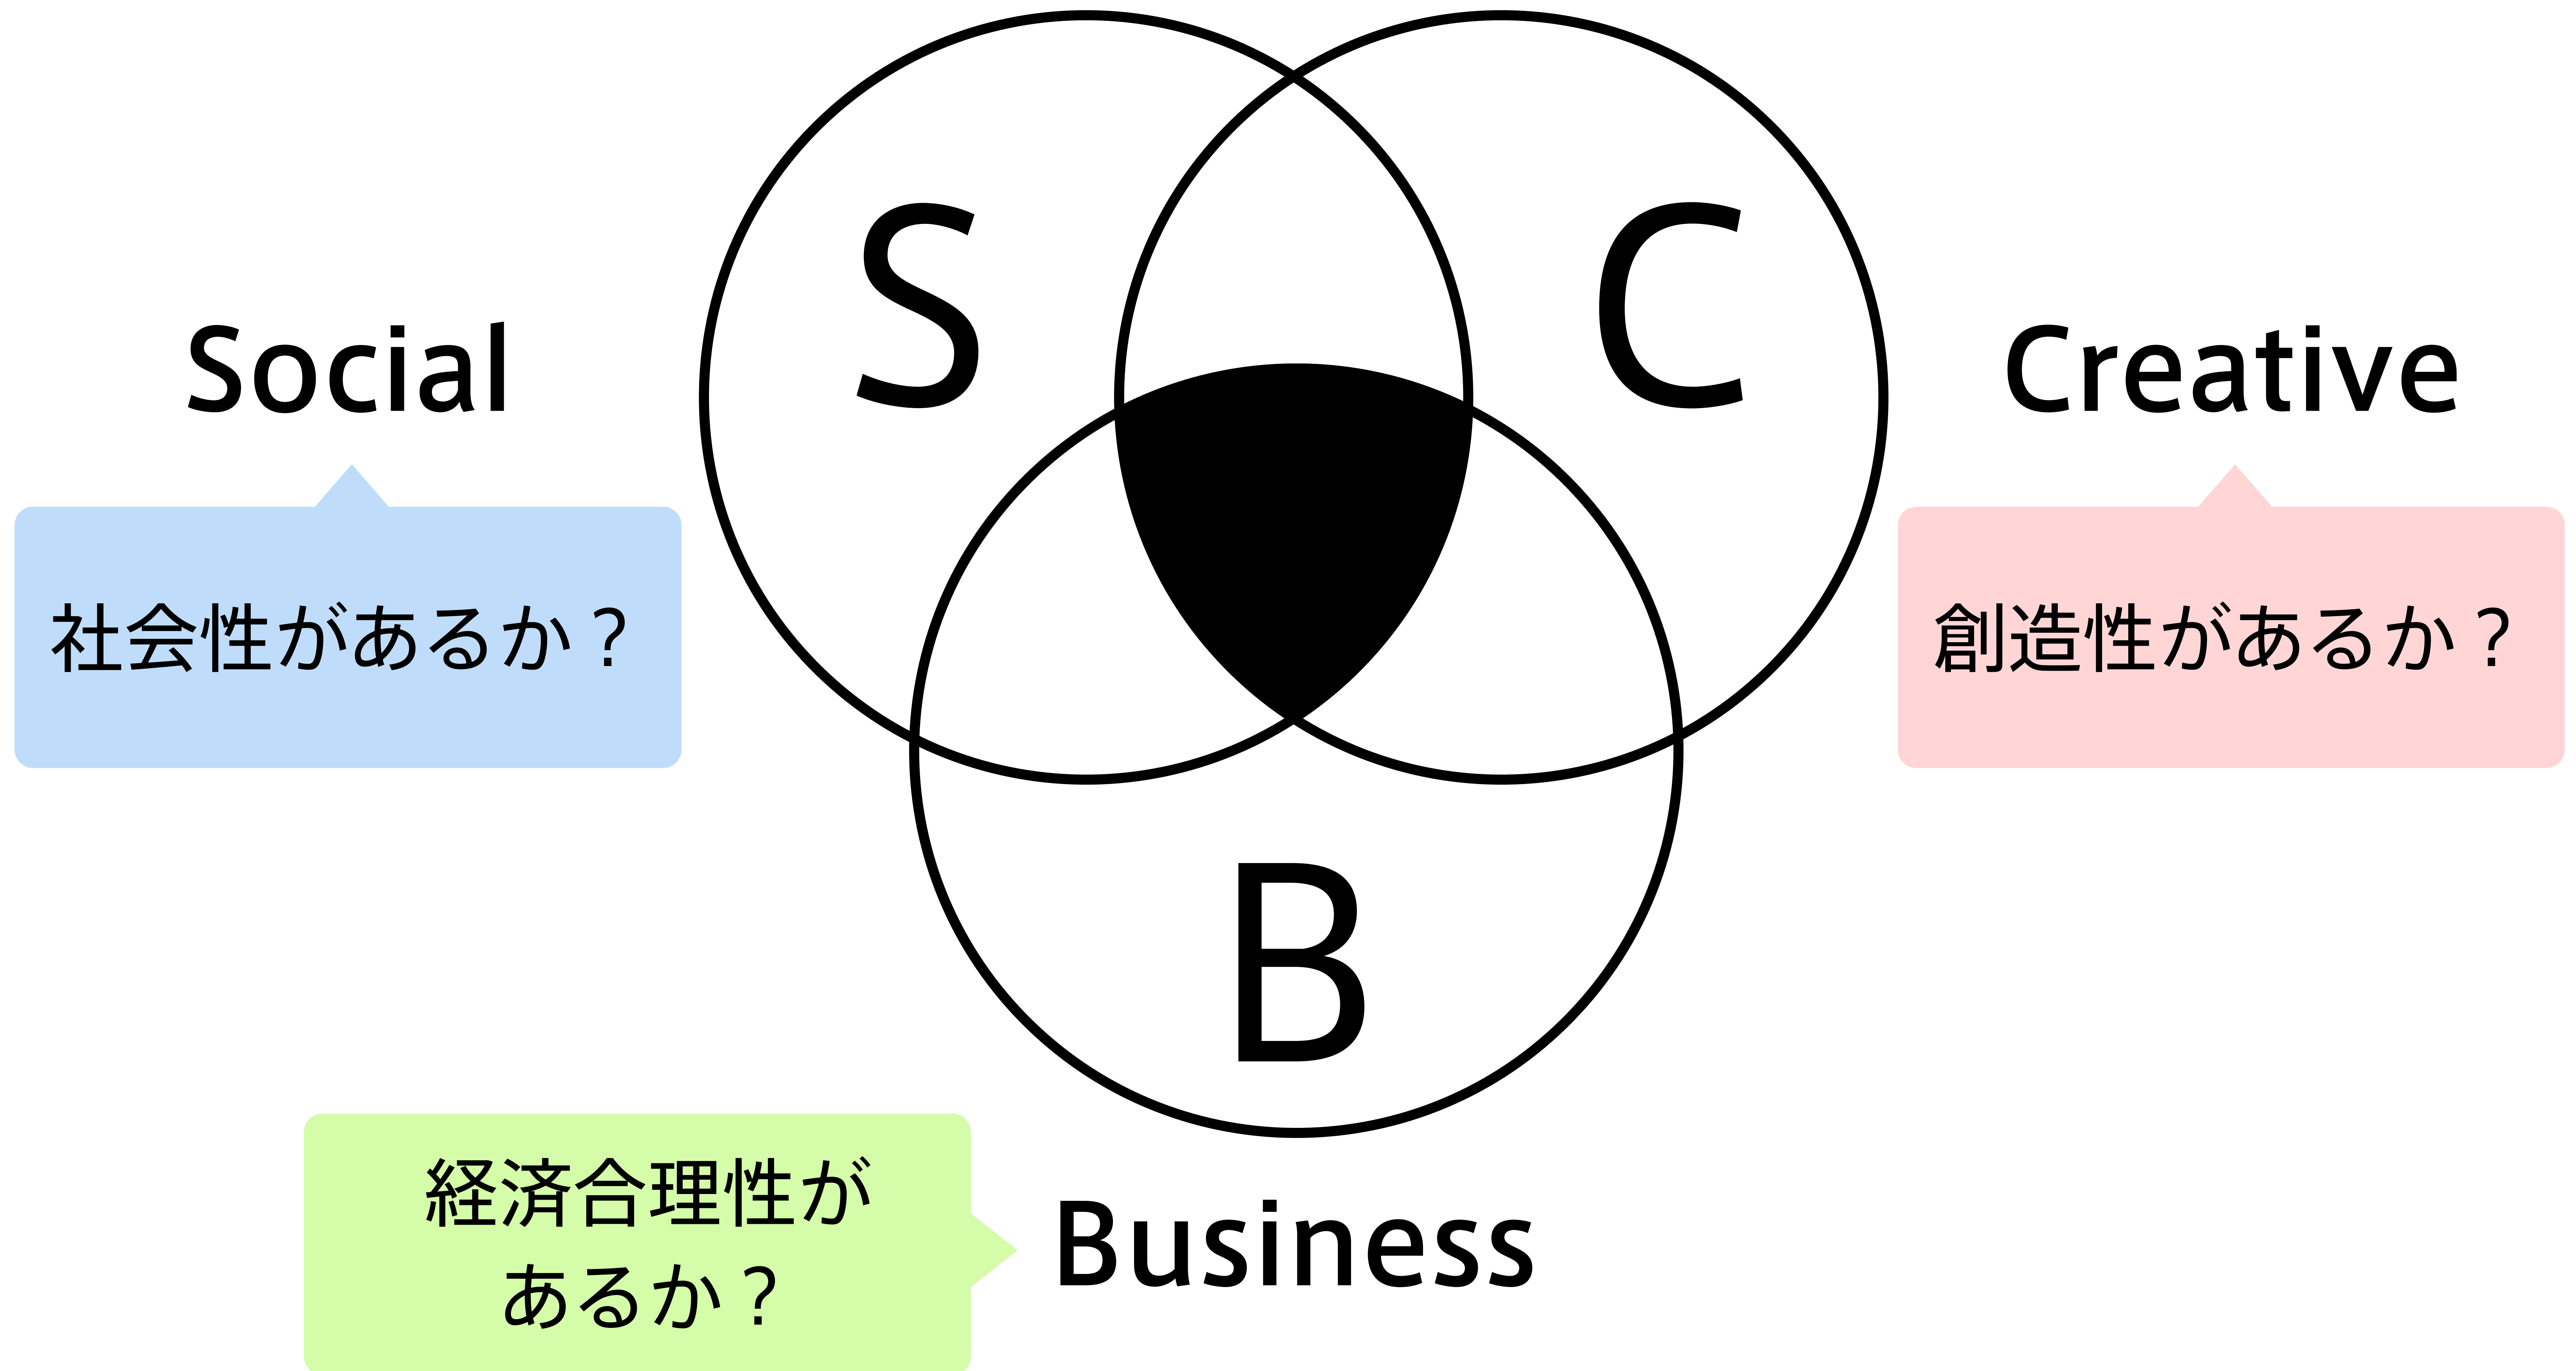 S
C
Social
Creative
社会性があるか？
創造性があるか？
B
経済合理性が
あるか？
Business